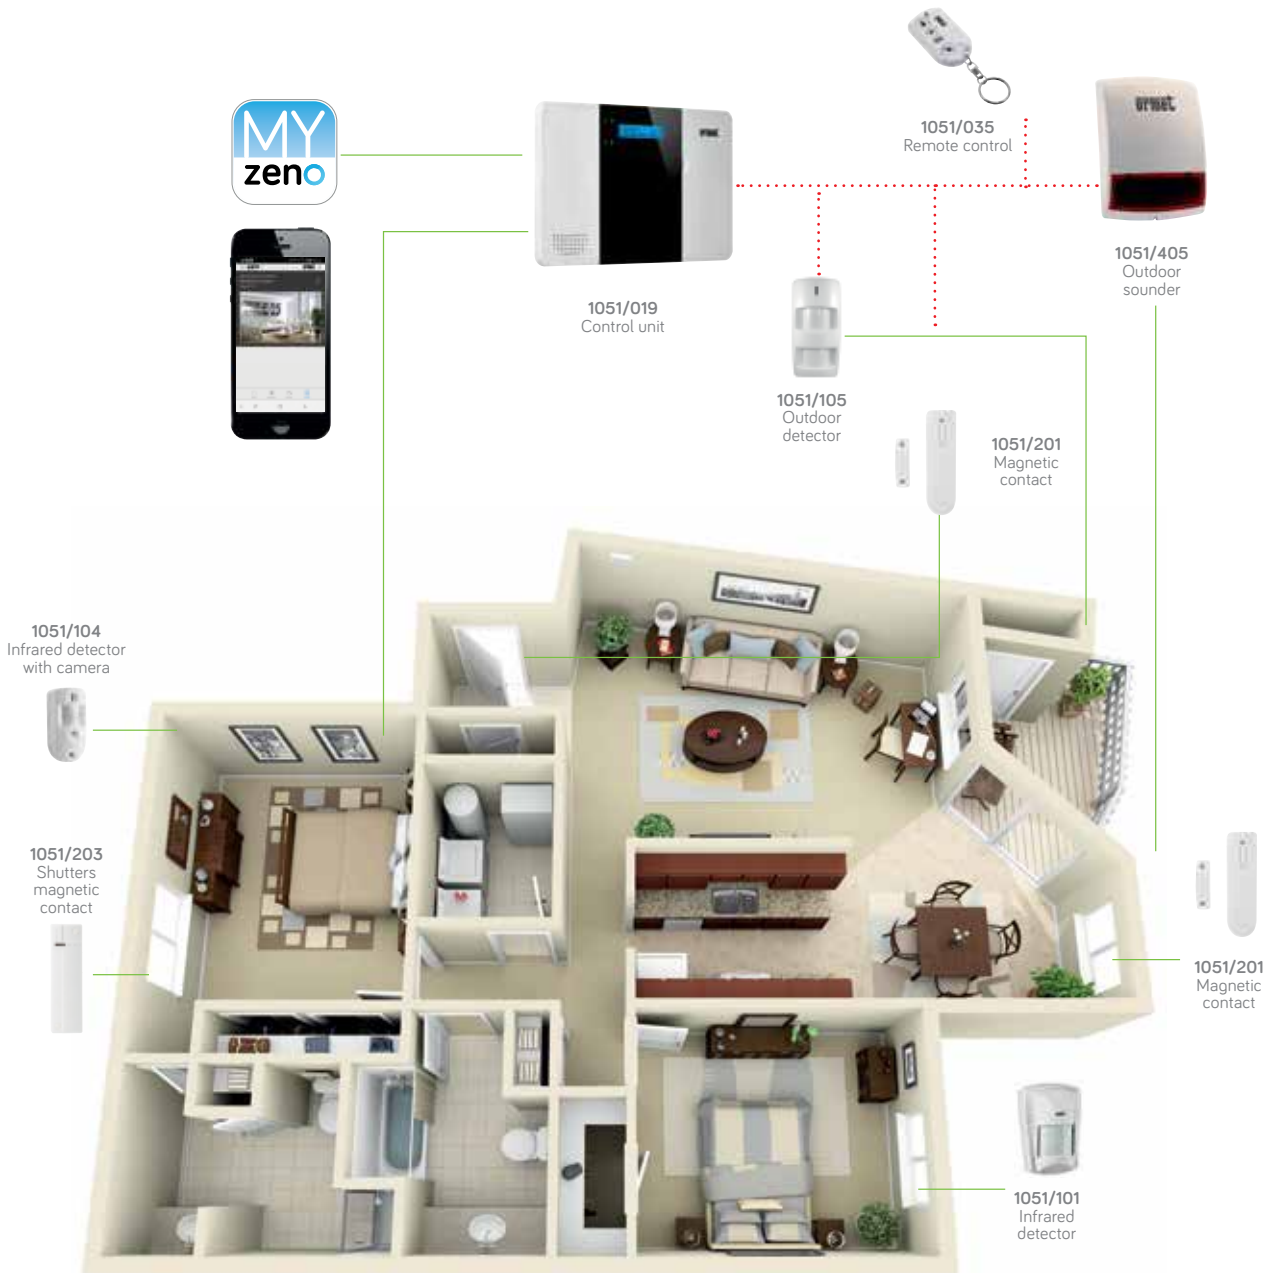 1051/035
Remote control
urmet
MY
zeno
urmet
1051/405
Outdoor
sounder
1051/019
Control unit
1051/105
Outdoor
detector
1051/201
Magnetic
contact
1051/104
Infrared detector
with camera
1051/203
Shutters
magnetic
contact
1051/201
Magnetic
contact
1051/101
Infrared
detector